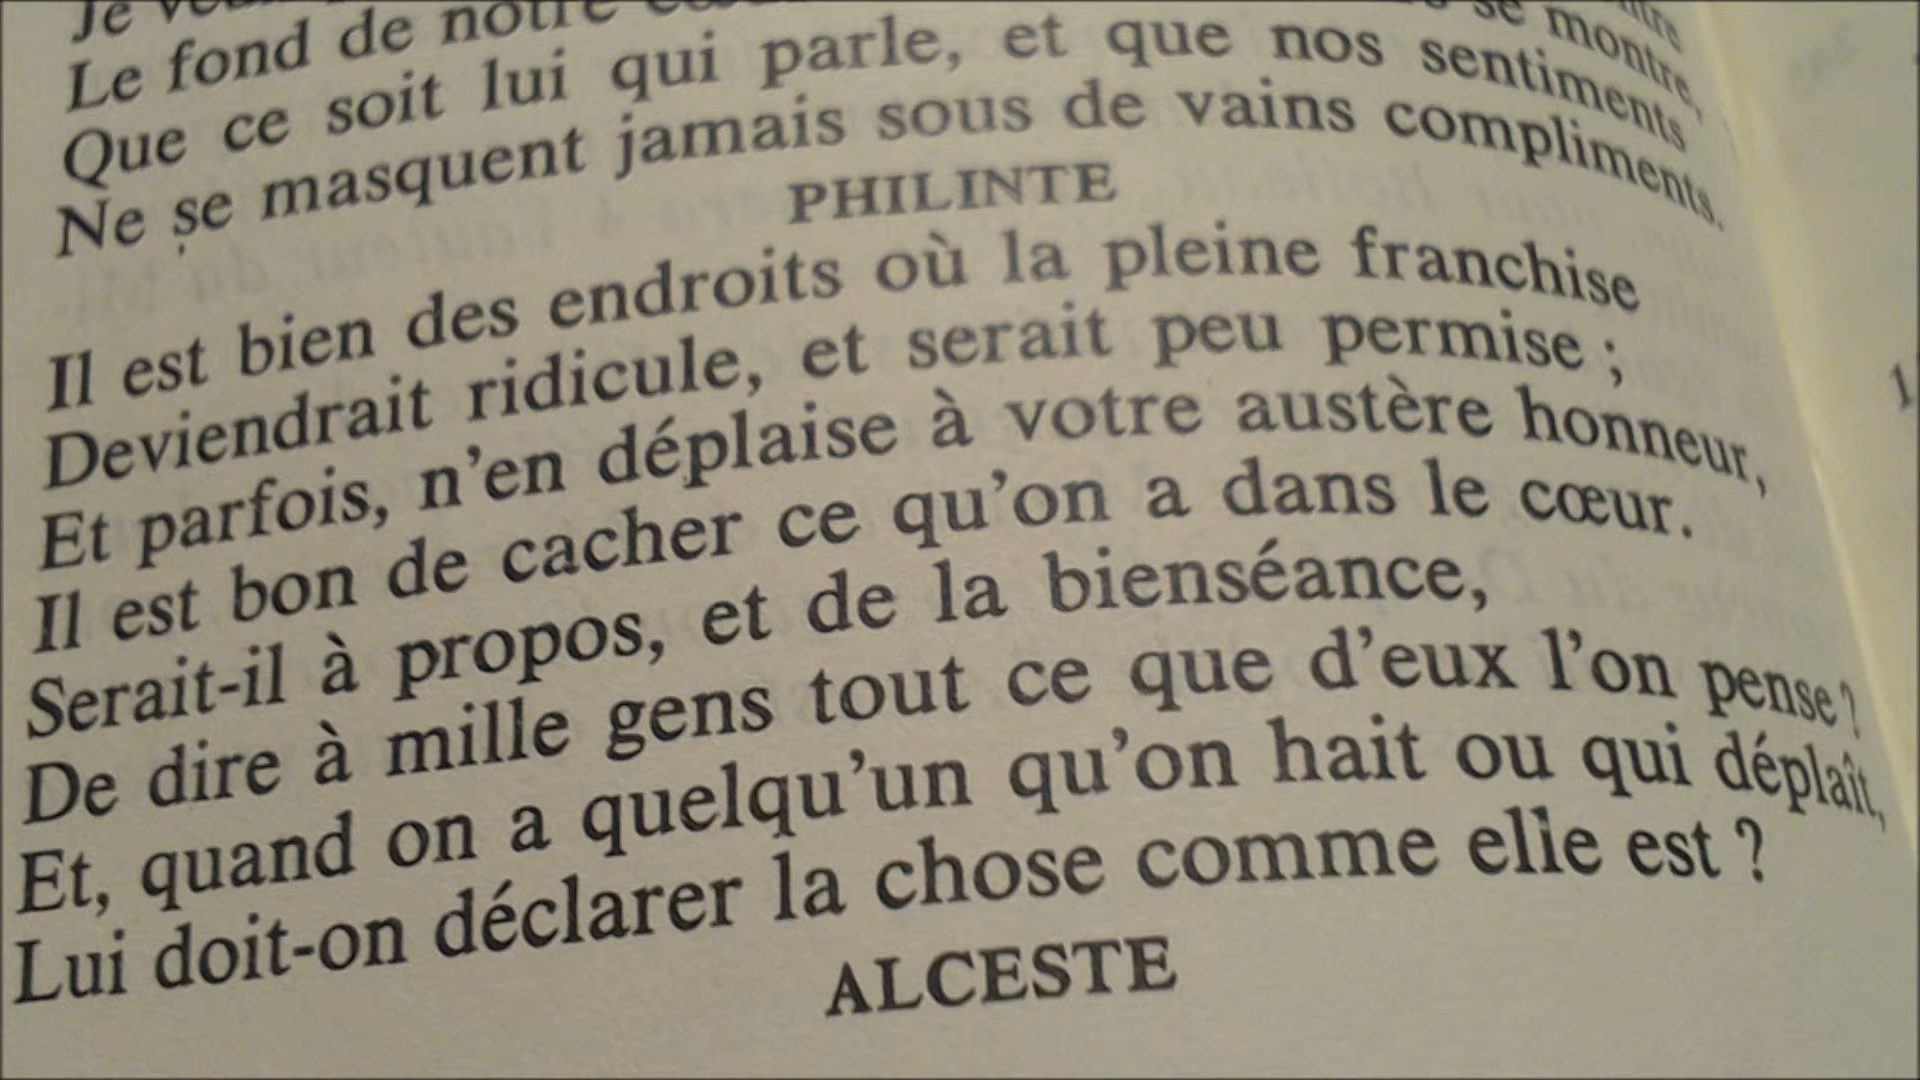 Je
Le fond de notre se montre,
Que ce soit lui qui parle, et que nos sentiments
Ne se masquent jamais sous de vains compliments.
PHILINTE
Il est bien des endroits où la pleine franchise
Deviendrait ridicule, et serait peu permise ;
Et parfois, n'en déplaise à votre austère honneur,
Il est bon de cacher ce qu'on a dans le cœur.
Serait-il à propos, et de la bienséance,
De dire à mille gens tout ce que d'eux l'on pense ?
Et, quand on a quelqu'un qu'on hait ou qui déplaît,
Lui doit-on déclarer la chose comme elle est ?
ALCESTE